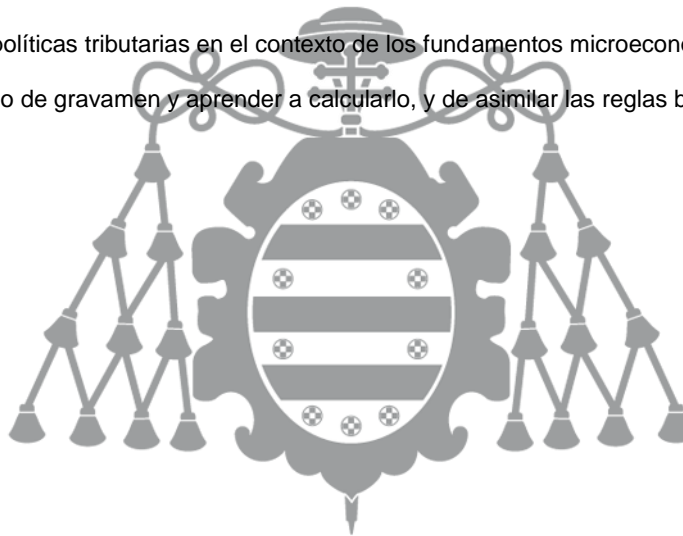 políticas tributarias en el contexto de los fundamentos
de gravamen y aprender a calcularlo, y de asimilar las reglas